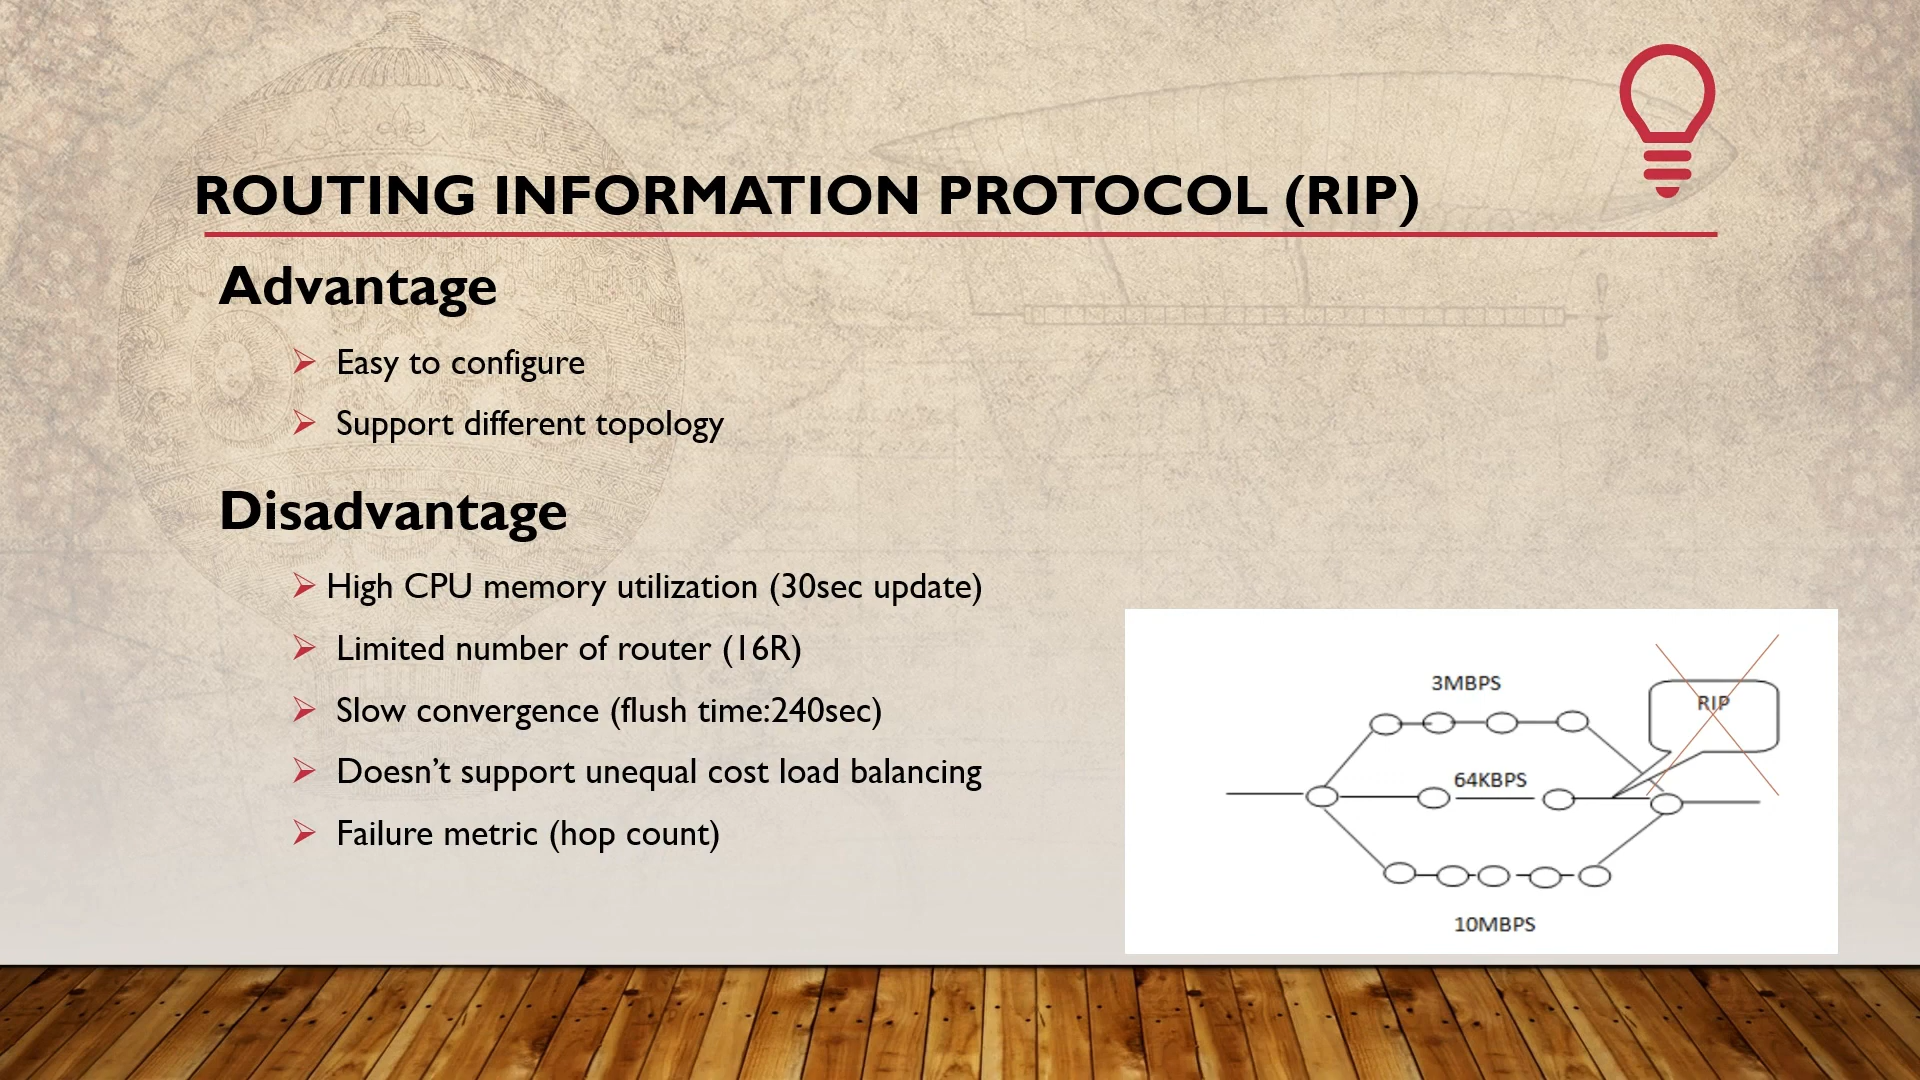 ROUTING INFORMATION PROTOCOL (RIP)
Advantage
Easy to configure
Support different topology
Disadvantage
High CPU memory utilization (30sec update)
Limited number of router (16R)
Slow convergence (flush time:240sec)
Doesn’t support unequal cost load balancing
Failure metric (hop count)
3MBPS
RIP
64KBPS
10MBPS